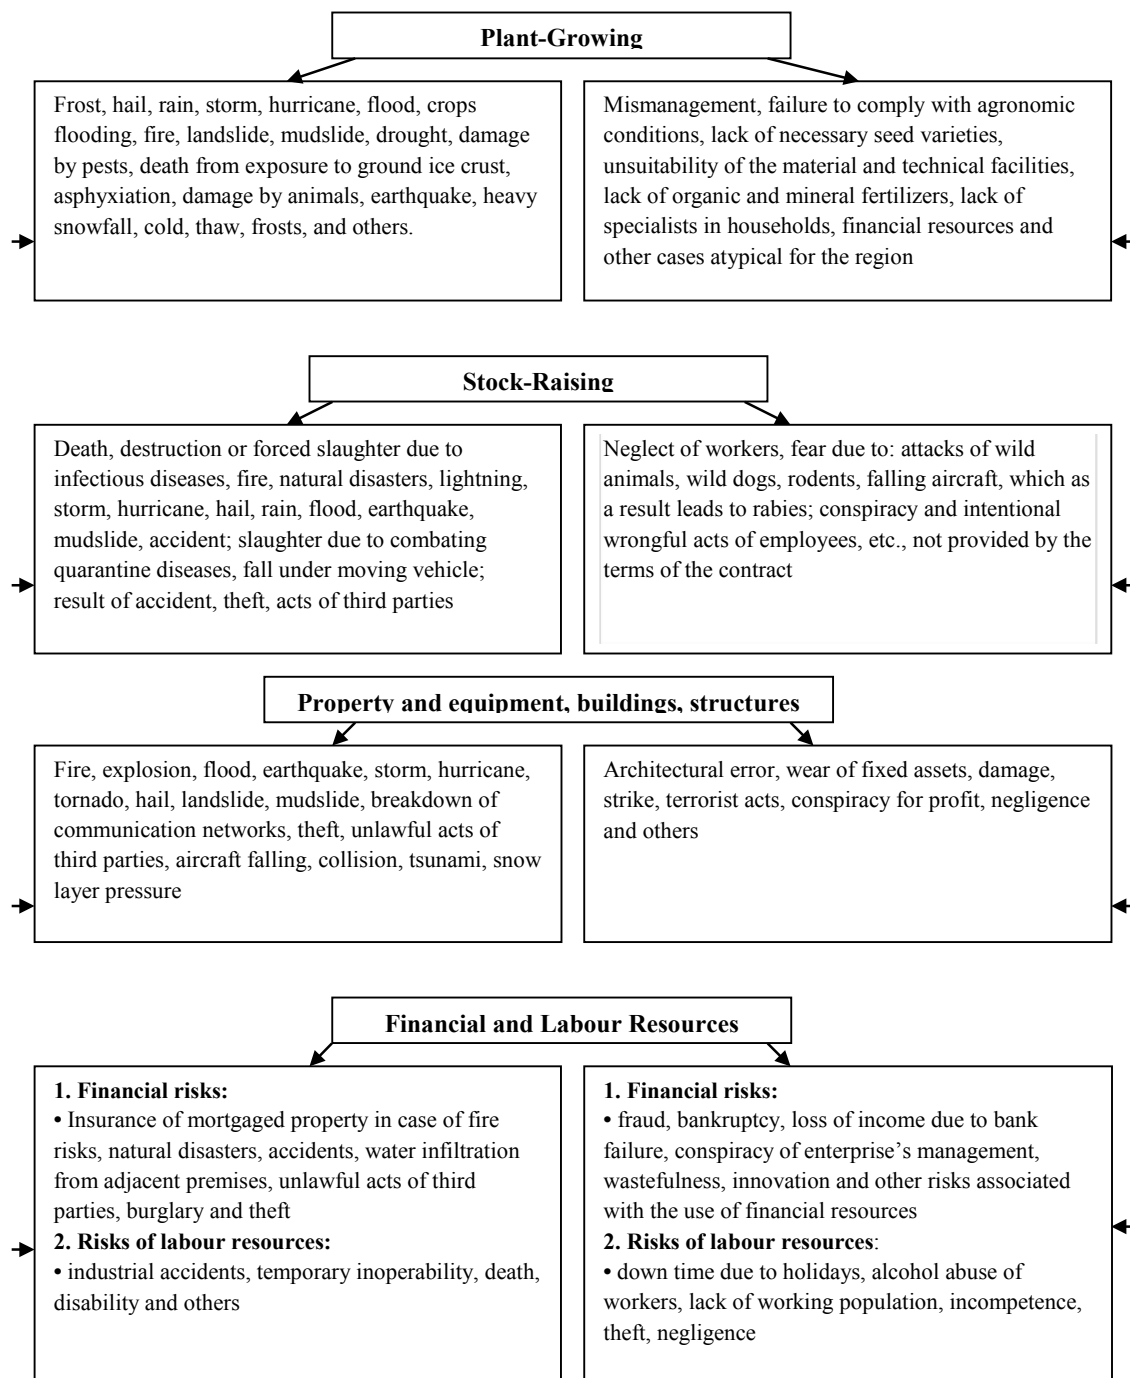 Plant-Growing
Frost, hail, rain, storm, hurricane, flood, crops
flooding, fire, landslide, mudslide, drought, damage
by pests, death from exposure to ground ice crust,
asphyxiation, damage by animals, earthquake, heavy
snowfall, cold, thaw, frosts, and others.
Mismanagement, failure to comply with agronomic
conditions, lack of necessary seed varieties,
unsuitability of the material and technical facilities,
lack of organic and mineral fertilizers, lack of
specialists in households, financial resources and
other cases atypical for the region
Stock-Raising
Death, destruction or forced slaughter due to
infectious diseases, fire, natural disasters, lightning,
storm, hurricane, hail, rain, flood, earthquake,
mudslide, accident; slaughter due to combating
quarantine diseases, fall under moving vehicle;
result of accident, theft, acts of third parties
Neglect of workers, fear due to: attacks of wild
animals, wild dogs, rodents, falling aircraft, which as
a result leads to rabies; conspiracy and intentional
wrongful acts of employees, etc., not provided by the
terms of the contract
Property and equipment, buildings, structures
Fire, explosion, flood, earthquake, storm, hurricane,
tornado, hail, landslide, mudslide, breakdown of
communication networks, theft, unlawful acts of
third parties, aircraft falling, collision, tsunami, snow
layer pressure
Architectural error, wear of fixed assets, damage,
strike, terrorist acts, conspiracy for profit, negligence
and others
Financial and Labour Resources
1. Financial risks:
• Insurance of mortgaged property in case of fire
risks, natural disasters, accidents, water infiltration
from adjacent premises, unlawful acts of third
parties, burglary and theft
2. Risks of labour resources:
• industrial accidents, temporary inoperability, death,
disability and others
1. Financial risks:
• fraud, bankruptcy, loss of income due to bank
failure, conspiracy of enterprise’s management,
wastefulness, innovation and other risks associated
with the use of financial resources
2. Risks of labour resources:
• down time due to holidays, alcohol abuse of
workers, lack of working population, incompetence,
theft, negligence